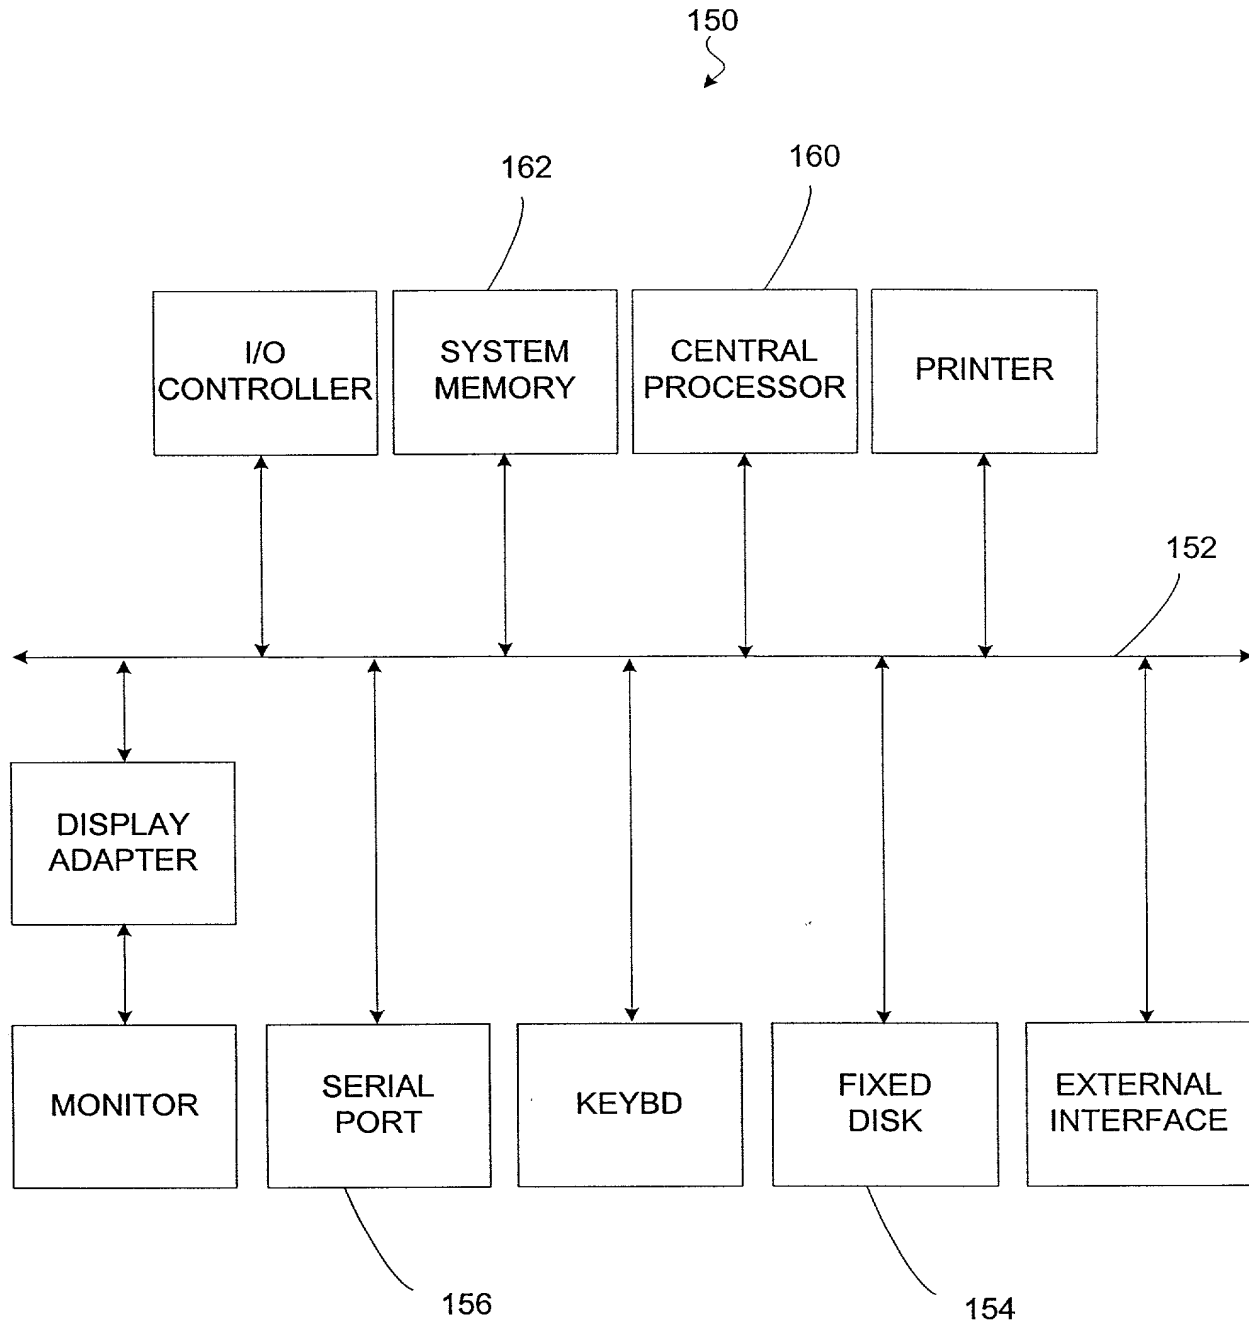 150
162
160
I/O
CONTROLLER
SYSTEM
MEMORY
CENTRAL
PROCESSOR
PRINTER
152
DISPLAY
ADAPTER
MONITOR
SERIAL
PORT
KEYBD
FIXED
DISK
EXTERNAL
INTERFACE
156
154